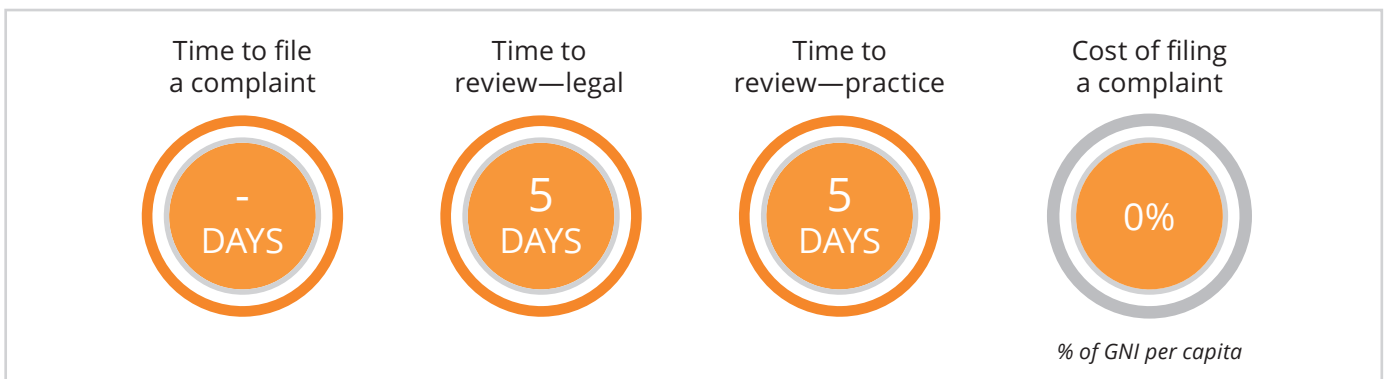 Time to file
a complaint
-
DAYS
Time to
review—legal
5
DAYS
Time to
review—practice
5
DAYS
Cost of filing
a complaint
0%
% of GNI per capita